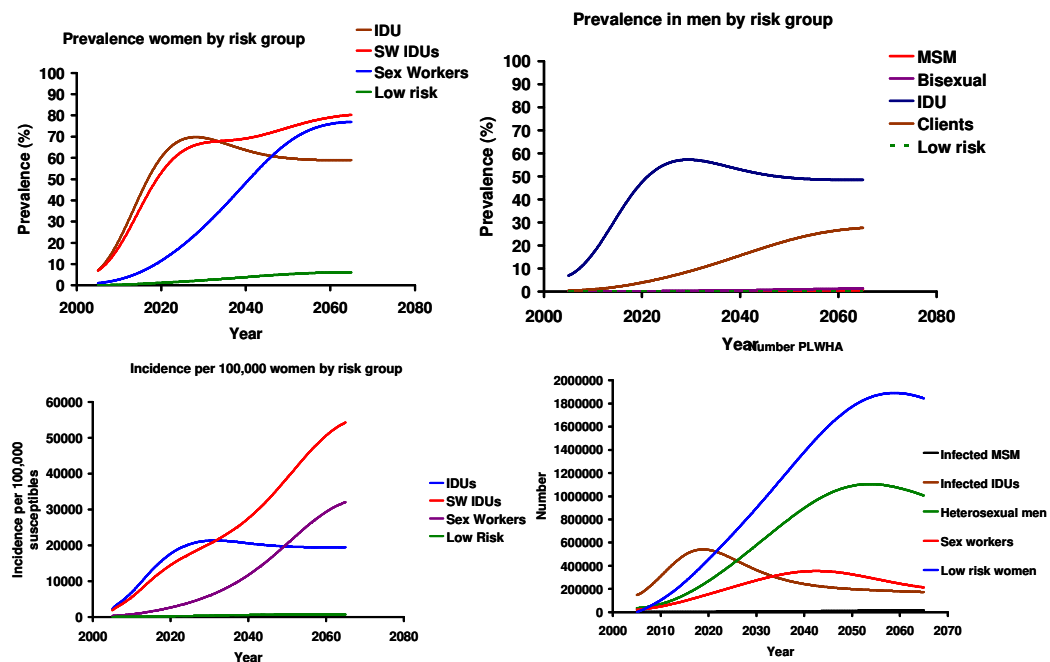 Prevalence women by risk group
IDU
SW IDUs
Sex Workers
Low risk
100
90
80
70
60
50
40
30
20
10
0
Prevalence (%)
2000 2020 2040 2060 2080
Year
Prevalence in men by risk group
MSM
Bisexual
IDU
Clients
Low risk
100
90
80
70
60
50
40
30
20
10
0
Prevalence (%)
2000 2020 2040 2060 2080
Year
Incidence per 100,000 women by risk group
60000
50000
40000
30000
20000
10000
0
Incidence per 100,000
susceptibles
2000 2020 2040 2060 2080
Year
IDUs
SW IDUs
Sex Workers
Low Risk
Number PLWHA
2000000
1800000
1600000
1400000
1200000
1000000
800000
600000
400000
200000
0
Number
2000 2010 2020 2030 2040 2050 2060 2070
Year
Infected MSM
Infected IDUs
Heterosexual men
Sex workers
Low risk women